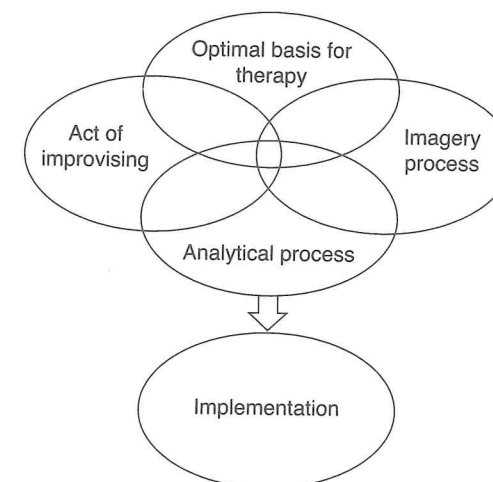 Optimal basis for
therapy
Act of
improvising
Imagery
process
Analytical process
Implementation